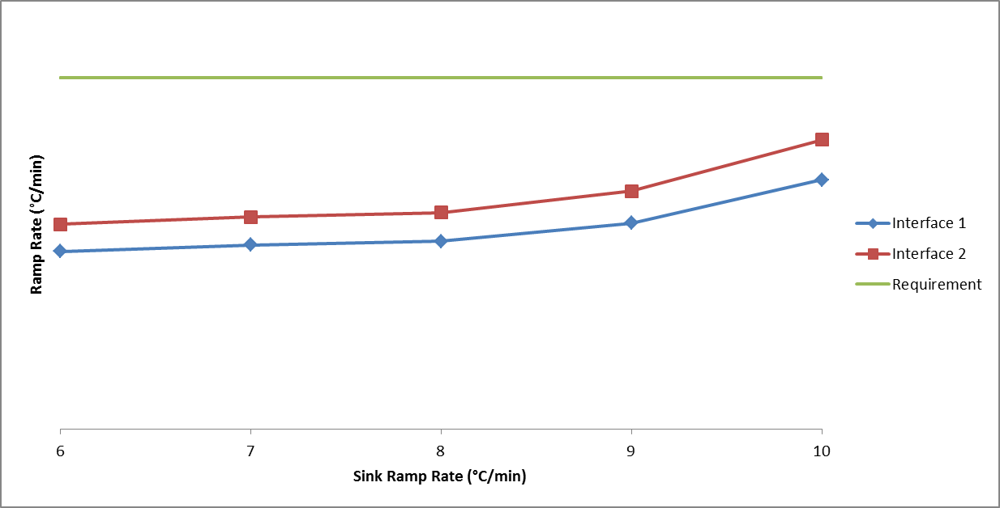 Ramp Rate (°C/min)
6 7 8 9 10
Sink Ramp Rate (°C/min)
Interface 1
Interface 2
Requirement